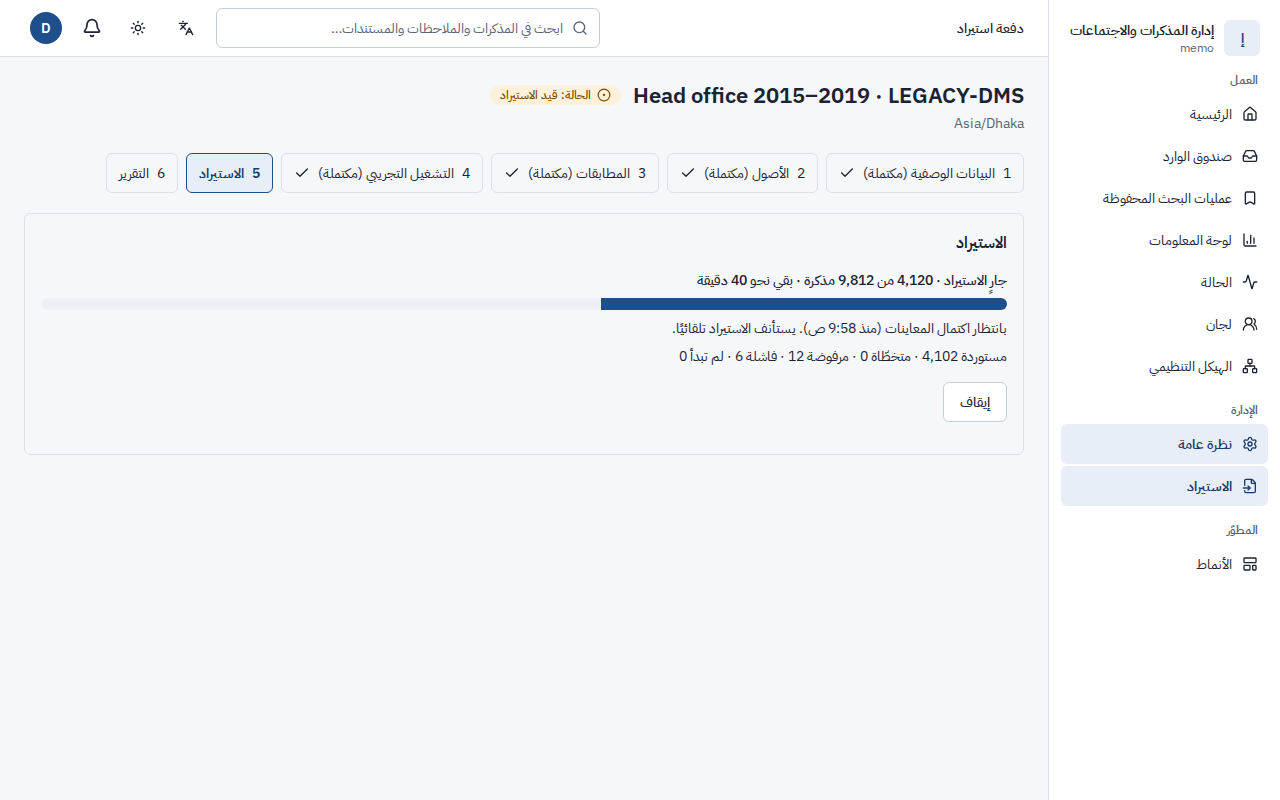 إ
إدارة المذكرات والاجتماعات
memo
العمل
الرئيسية
صندوق الوارد
عمليات البحث المحفوظة
لوحة المعلومات
الحالة
لجان
الهيكل التنظيمي
الإدارة
نظرة عامة
الاستيراد
المطوّر
الأنماط
دفعة استيراد
ابحث في المذكرات والملاحظات والمستندات...
D
Head office 2015–2019 · LEGACY-DMS
الحالة: قيد الاستيراد
Asia/Dhaka
1 البيانات الوصفية (مكتملة)
2 الأصول (مكتملة)
3 المطابقات (مكتملة)
4 التشغيل التجريبي (مكتملة)
5 الاستيراد
6 التقرير
الاستيراد
جارٍ الاستيراد · 4,120 من 9,812 مذكرة · بقي نحو 40 دقيقة
بانتظار اكتمال المعاينات (منذ 9:58 ص). يستأنف الاستيراد تلقائيًا.
مستوردة 4,102 · متخطّاة 0 · مرفوضة 12 · فاشلة 6 · لم تبدأ 0
إيقاف